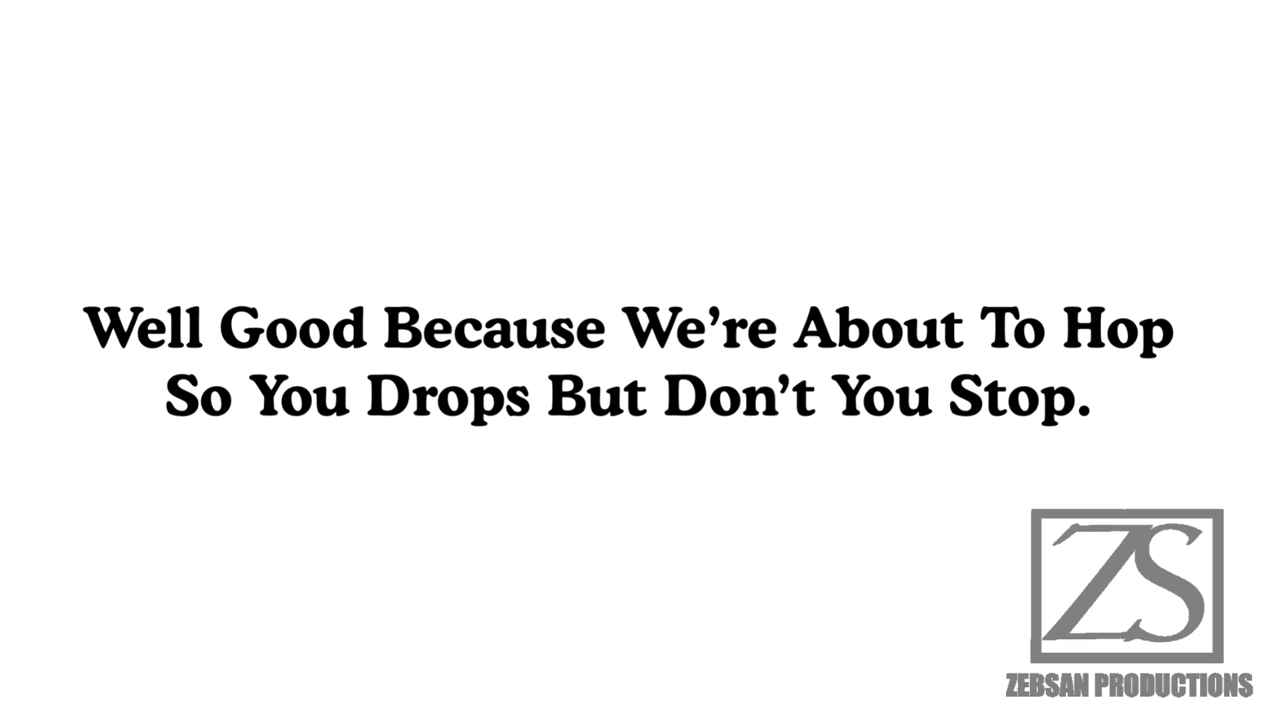 Well Good Because We’re About To Hop
So You Drops But Don’t You Stop.
ZS
ZEBSAN PRODUCTIONS